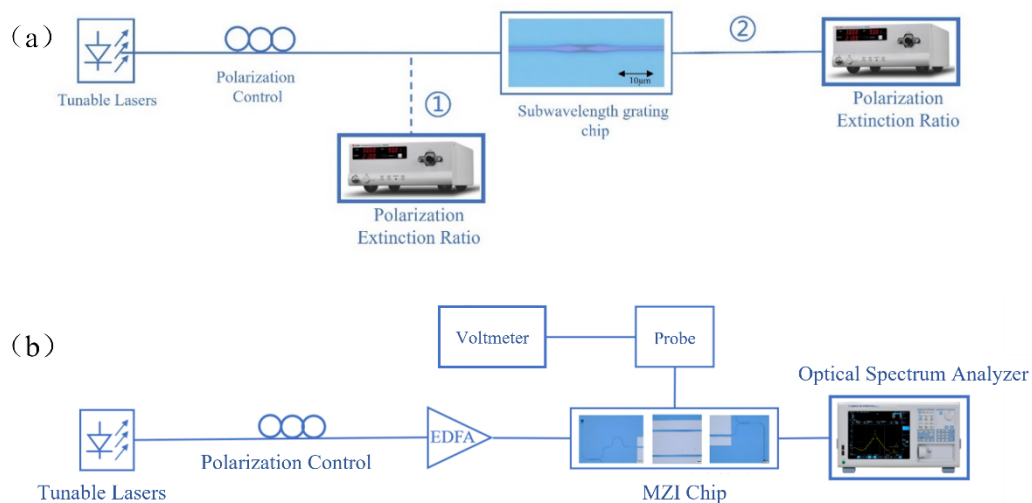 (a)
Tunable Lasers
Polarization
Control
①
Polarization
Extinction Ratio
10μm
Subwavelength grating
chip
②
Polarization
Extinction Ratio
(b)
Voltmeter
Probe
Optical Spectrum Analyzer
Tunable Lasers
Polarization Control
EDFA
MZI Chip